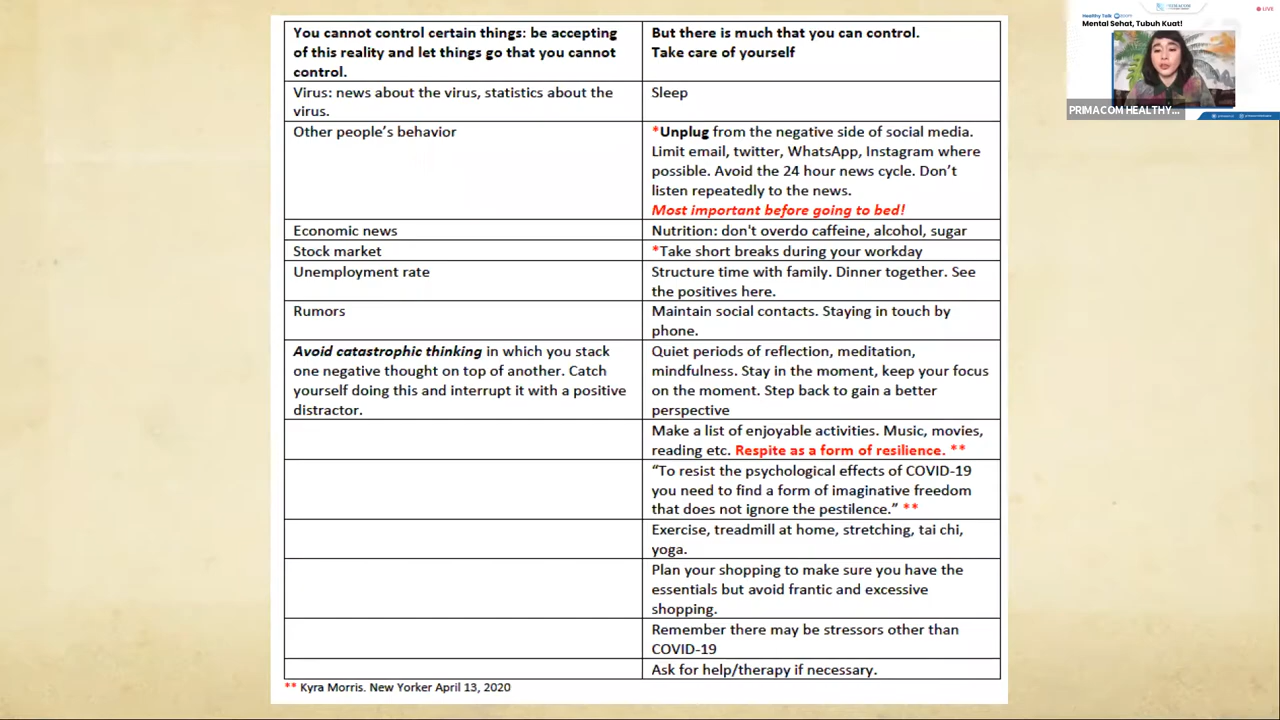 You cannot control certain things: be accepting
of this reality and let things go that you cannot
control.
But there is much that you can control.
Take care of yourself
Virus: news about the virus, statistics about the
virus.
Sleep
Other people’s behavior
*Unplug from the negative side of social media.
Limit email, twitter, WhatsApp, Instagram where
possible. Avoid the 24 hour news cycle. Don’t
listen repeatedly to the news.
Most important before going to bed!
Economic news
Nutrition: don't overdo caffeine, alcohol, sugar
Stock market
*Take short breaks during your workday
Unemployment rate
Structure time with family. Dinner together. See
the positives here.
Rumors
Maintain social contacts. Staying in touch by
phone.
Avoid catastrophic thinking in which you stack
one negative thought on top of another. Catch
yourself doing this and interrupt it with a positive
distractor.
Quiet periods of reflection, meditation,
mindfulness. Stay in the moment, keep your focus
on the moment. Step back to gain a better
perspective
Make a list of enjoyable activities. Music, movies,
reading etc. Respite as a form of resilience. **
“To resist the psychological effects of COVID-19
you need to find a form of imaginative freedom
that does not ignore the pestilence.” **
Exercise, treadmill at home, stretching, tai chi,
yoga.
Plan your shopping to make sure you have the
essentials but avoid frantic and excessive
shopping.
Remember there may be stressors other than
COVID-19
Ask for help/therapy if necessary.
** Kyra Morris. New Yorker April 13, 2020
LIVE
Healthy Talk
Mental Sehat, Tubuh Kuat!
PRIMACOM HEALTHY...